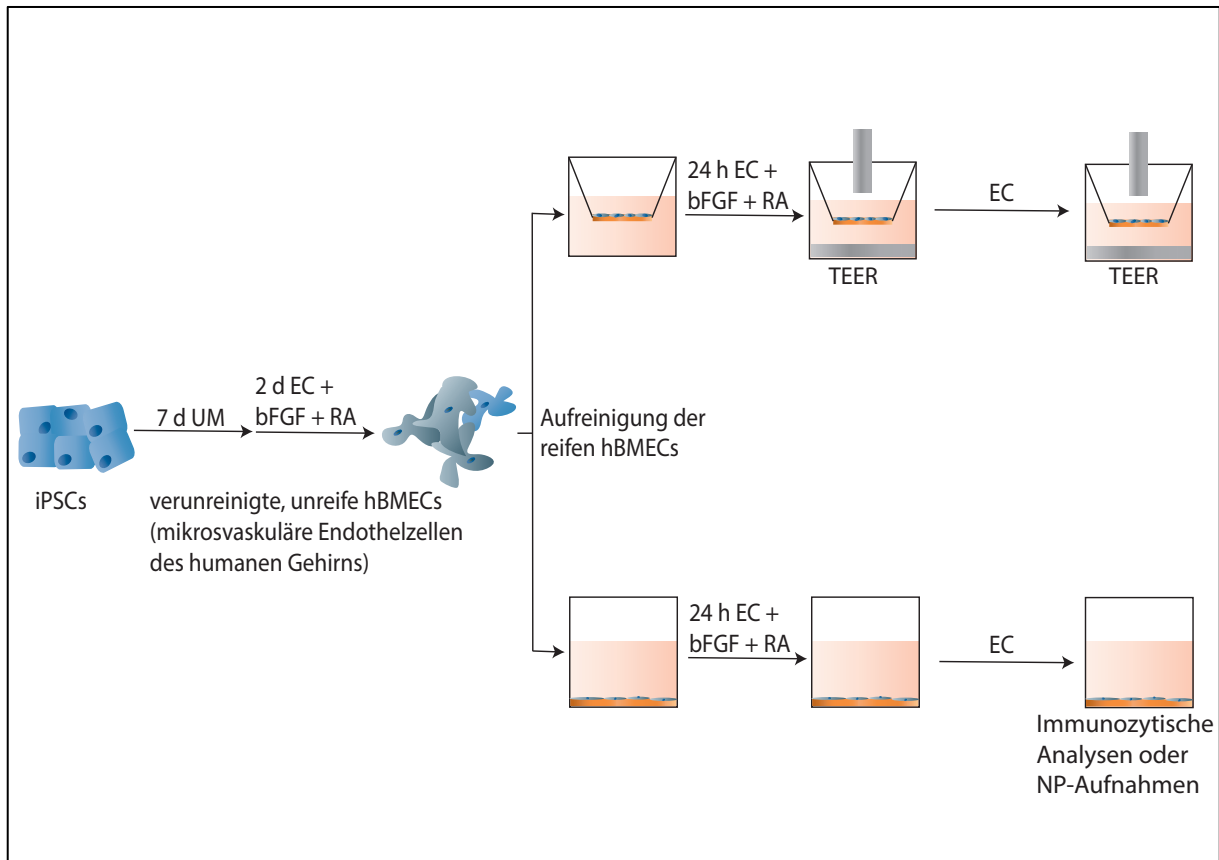 iPSCs
7 d UM
2 d EC +
bFGF + RA
verunreinigte, unreife hBMECs
(mikrosvaskuläre Endothelzellen
des humanen Gehirns)
Aufreinigung der
reifen hBMECs
24 h EC +
bFGF + RA
TEER
EC
TEER
24 h EC +
bFGF + RA
EC
Immunozytische
Analysen oder
NP-Aufnahmen